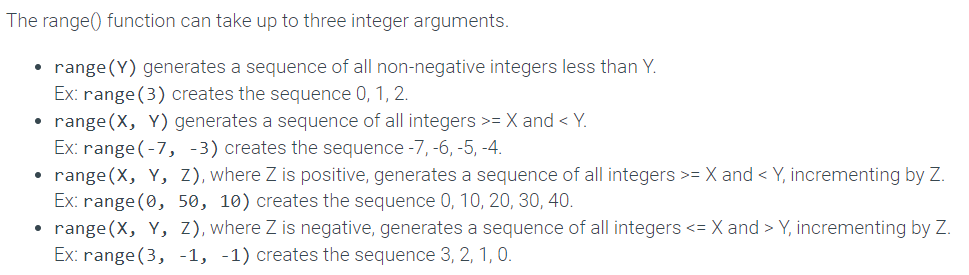 The range() function can take up to three integer arguments.
• range(Y) generates a sequence of all non-negative integers less than Y.
Ex: range(3) creates the sequence 0, 1, 2.
• range(X, Y) generates a sequence of all integers >= X and < Y.
Ex: range(-7, -3) creates the sequence -7, -6, -5, -4.
• range(X, Y, Z), where Z is positive, generates a sequence of all integers >= X and < Y, incrementing by Z.
Ex: range(0, 50, 10) creates the sequence 0, 10, 20, 30, 40.
• range(X, Y, Z), where Z is negative, generates a sequence of all integers <= X and > Y, incrementing by Z.
Ex: range(3, -1, -1) creates the sequence 3, 2, 1, 0.